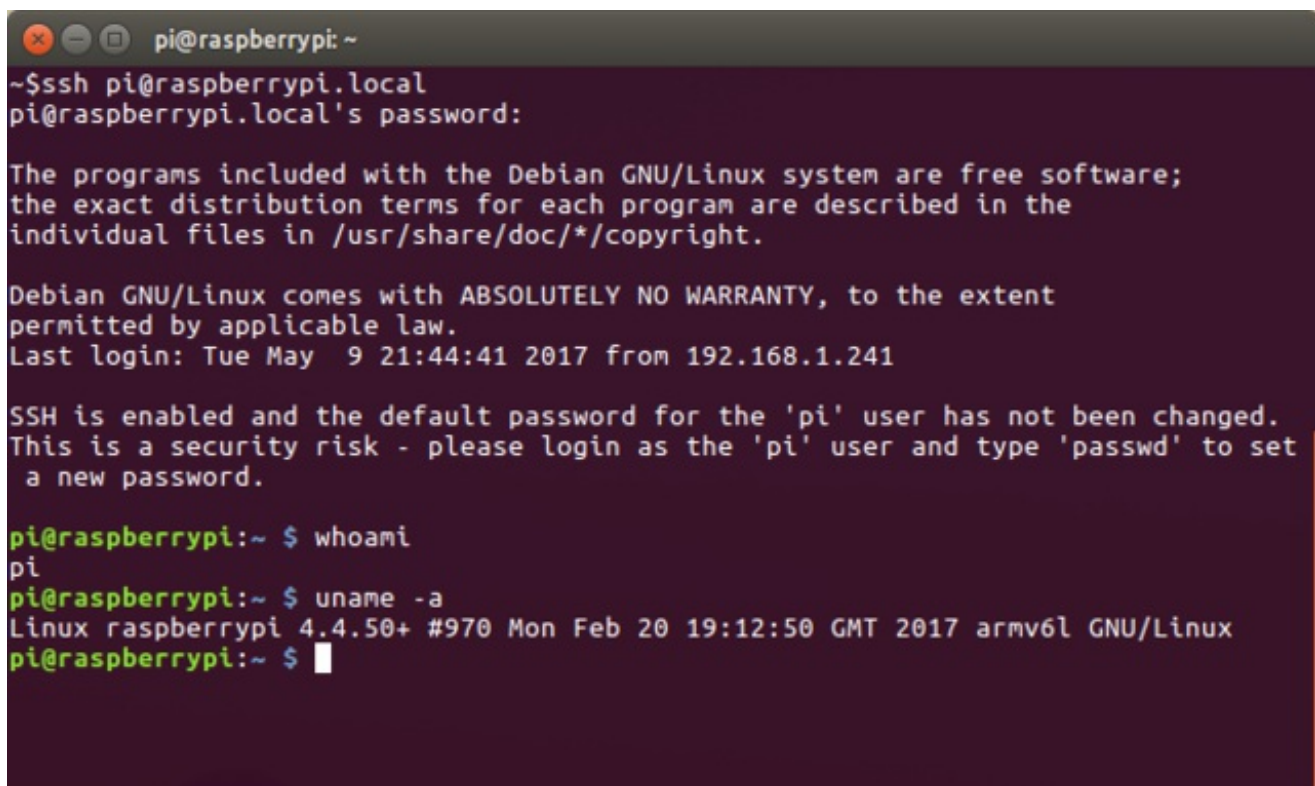 pi@raspberrypi: ~
~$ssh pi@raspberrypi.local
pi@raspberrypi.local's password:
The programs included with the Debian GNU/Linux system are free software;
the exact distribution terms for each program are described in the
individual files in /usr/share/doc/*/copyright.
Debian GNU/Linux comes with ABSOLUTELY NO WARRANTY, to the extent
permitted by applicable law.
Last login: Tue May  9 21:44:41 2017 from 192.168.1.241
SSH is enabled and the default password for the 'pi' user has not been changed.
This is a security risk - please login as the 'pi' user and type 'passwd' to set
 a new password.
pi@raspberrypi:~ $ whoami
pi
pi@raspberrypi:~ $ uname -a
Linux raspberrypi 4.4.50+ #970 Mon Feb 20 19:12:50 GMT 2017 armv6l GNU/Linux
pi@raspberrypi:~ $